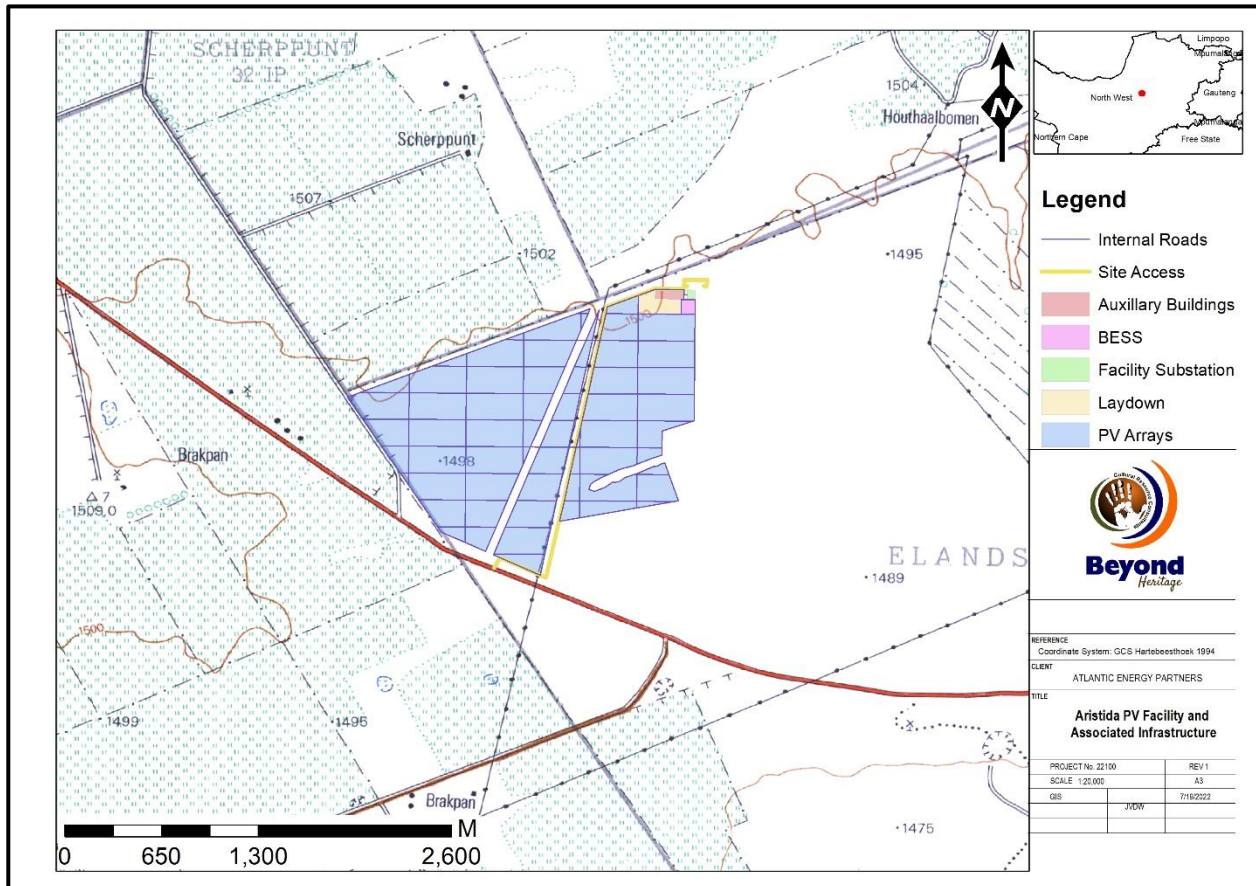 SCHERPPUNT
32 IP
Scherppunt
1507
1502
1504
Houthaalbomen
1495
1500
1498
Brakpan
7
1509,0
ELANDS
1489
1500
1499
1495
Brakpan
1475
M
0 650 1,300 2,600
N
Limpopo
Mpumalanga
North West
Gauteng
Mpumalanga
Northern Cape
Free State
Legend
Internal Roads
Site Access
Auxillary Buildings
BESS
Facility Substation
Laydown
PV Arrays
Beyond
Heritage
REFERENCE
Coordinate System: GCS Hartebeesthoek 1994
CLIENT
ATLANTIC ENERGY PARTNERS
TITLE
Aristida PV Facility and
Associated Infrastructure
PROJECT No. 22100 REV 1
SCALE 1:20,000 A3
GIS JVDW 7/18/2022